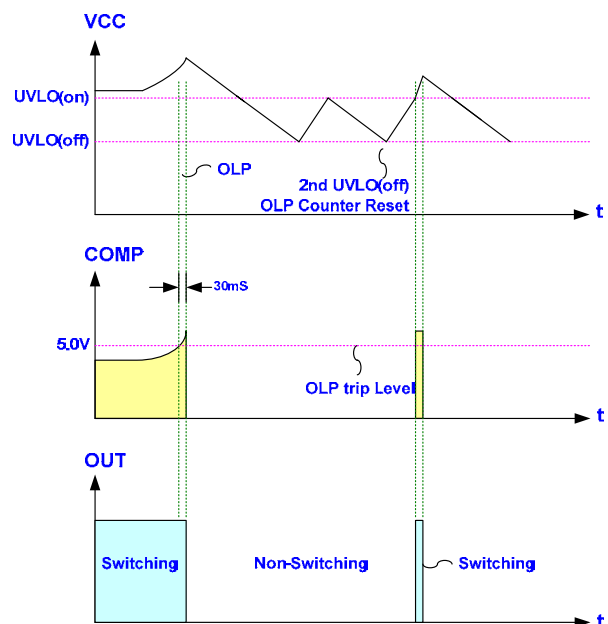 VCC
UVLO(on)
UVLO(off)
OLP
2nd UVLO(off)
OLP Counter Reset
t
COMP
30mS
5.0V
OLP trip Level
t
OUT
Switching
Non-Switching
Switching
t